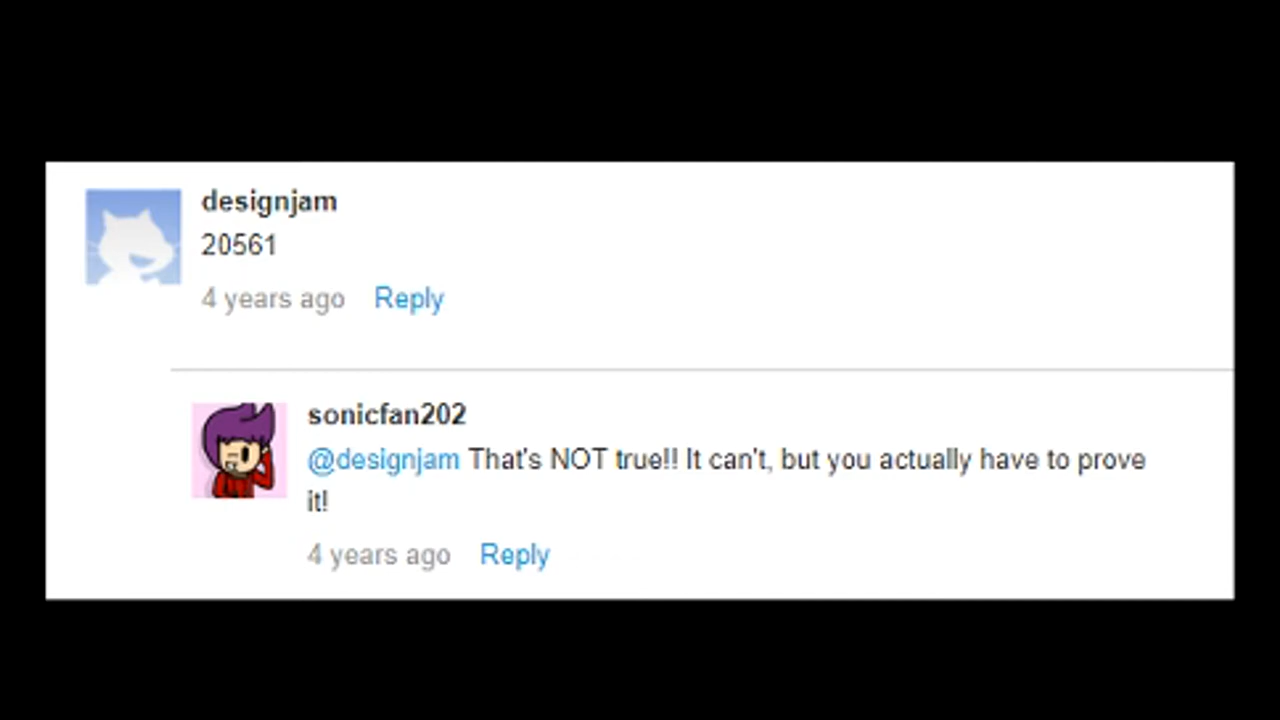 designjam
20561
4 years ago Reply
sonicfan202
@designjam That's NOT true!! It can't, but you actually have to prove
it!
4 years ago Reply